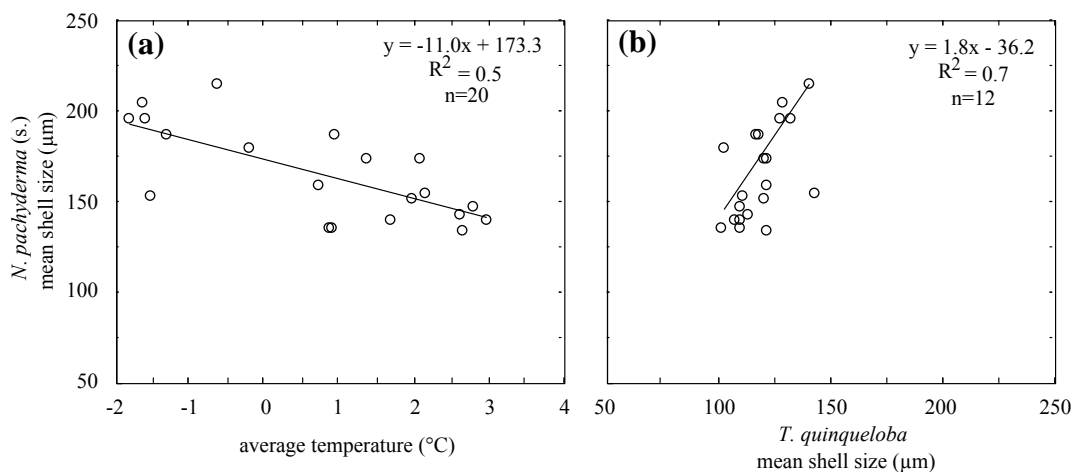 (a)
y = -11.0x + 173.3
R² = 0.5
n=20
N. pachyderma (s.)
mean shell size (µm)
250
200
150
100
50
-2
-1
0
1
2
3
4
average temperature (°C)
(b)
y = 1.8x - 36.2
R² = 0.7
n=12
50
100
150
200
250
T. quinqueloba
mean shell size (µm)